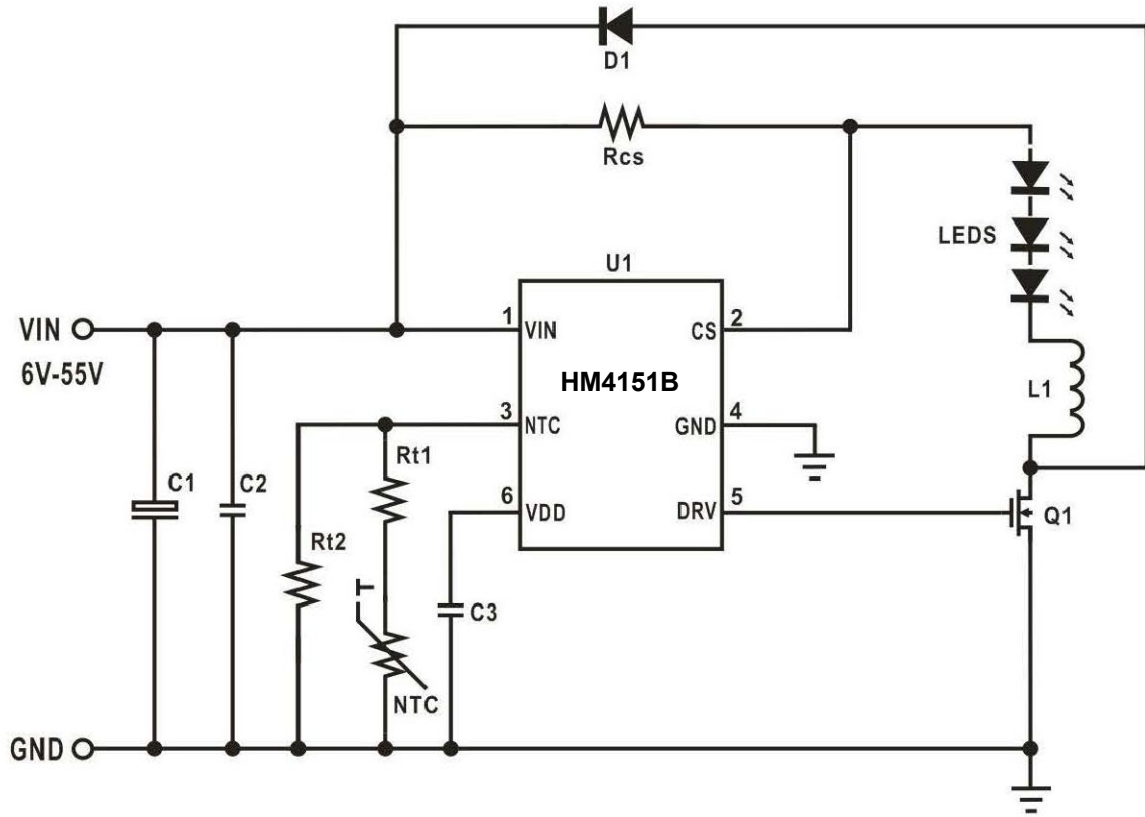 D1
Rcs
LEDS
U1
VIN
6V-55V
1
VIN
CS
2
HM4151B
L1
3
NTC
GND
4
Rt1
C1
C2
6
VDD
DRV
5
Q1
Rt2
T
C3
NTC
GND